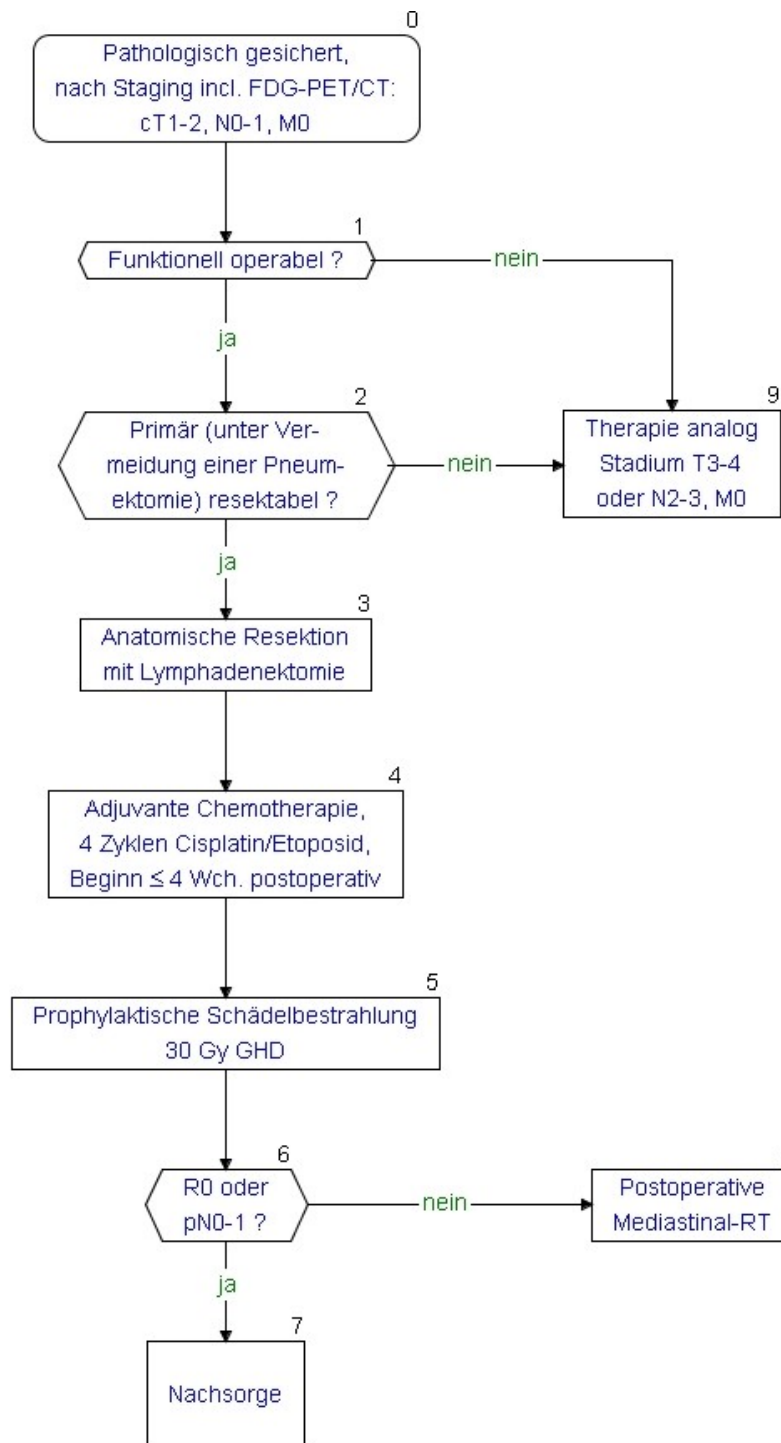 0
Pathologisch gesichert,
nach Staging incl. FDG-PET/CT:
cT1-2, N0-1, M0
1
Funktionell operabel ?
nein
ja
2
Primär (unter Ver-
meidung einer Pneum-
ektomie) resektabel ?
nein
9
Therapie analog
Stadium T3-4
oder N2-3, M0
ja
3
Anatomische Resektion
mit Lymphadenektomie
4
Adjuvante Chemotherapie,
4 Zyklen Cisplatin/Etoposid,
Beginn ≤ 4 Wch. postoperativ
5
Prophylaktische Schädelbestrahlung
30 Gy GHD
6
R0 oder
pN0-1 ?
nein
Postoperative
Mediastinal-RT
ja
7
Nachsorge